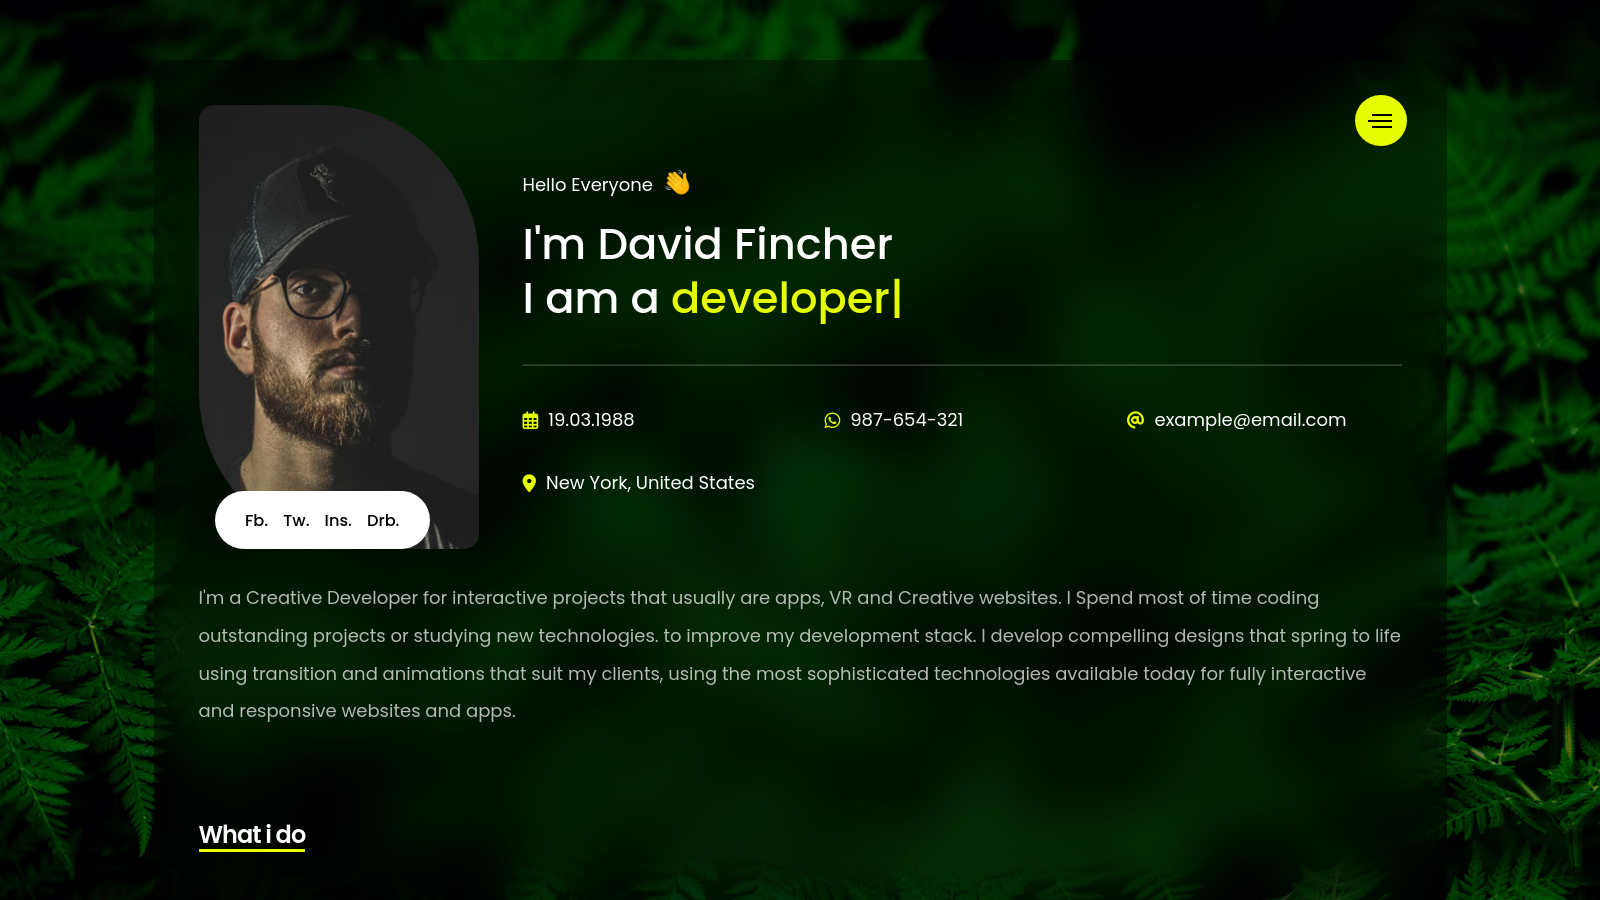 Hello Everyone 👋
I'm David Fincher
I am a developer|
19.03.1988
987-654-321
example@email.com
New York, United States
Fb. Tw. Ins. Drb.
I'm a Creative Developer for interactive projects that usually are apps, VR and Creative websites. I Spend most of time coding
outstanding projects or studying new technologies. to improve my development stack. I develop compelling designs that spring to life
using transition and animations that suit my clients, using the most sophisticated technologies available today for fully interactive
and responsive websites and apps.
What i do